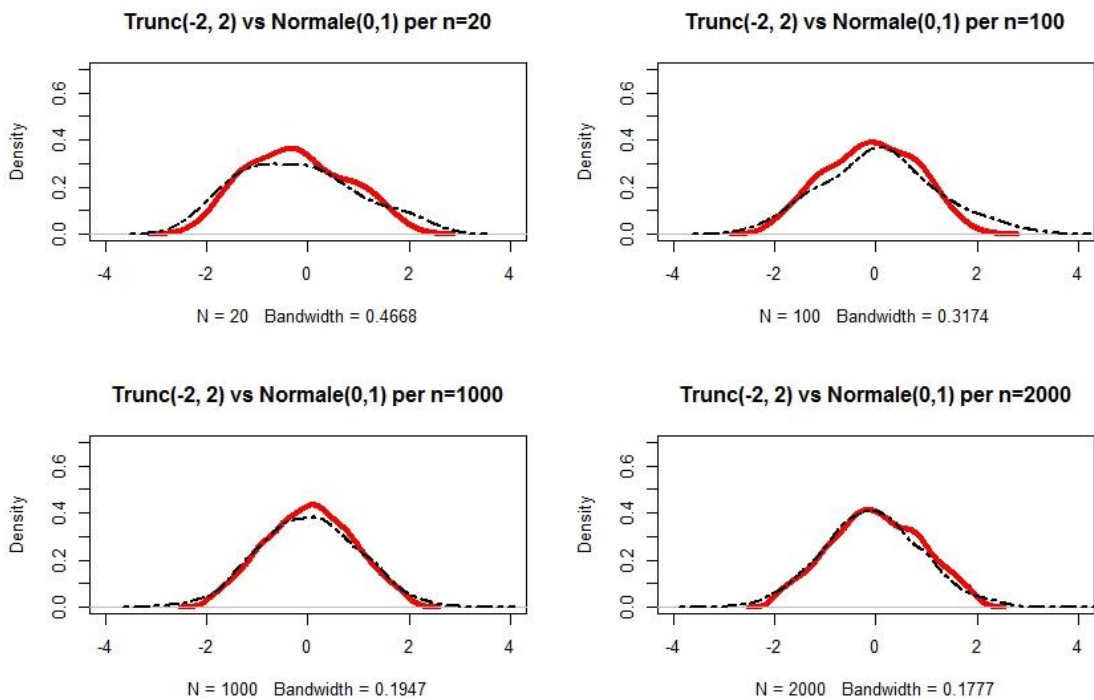 Trunc(-2, 2) vs Normale(0,1) per n=20
Density
0.0 0.2 0.4 0.6
-4 -2 0 2 4
N = 20 Bandwidth = 0.4668
Trunc(-2, 2) vs Normale(0,1) per n=100
Density
0.0 0.2 0.4 0.6
-4 -2 0 2 4
N = 100 Bandwidth = 0.3174
Trunc(-2, 2) vs Normale(0,1) per n=1000
Density
0.0 0.2 0.4 0.6
-4 -2 0 2 4
N = 1000 Bandwidth = 0.1947
Trunc(-2, 2) vs Normale(0,1) per n=2000
Density
0.0 0.2 0.4 0.6
-4 -2 0 2 4
N = 2000 Bandwidth = 0.1777